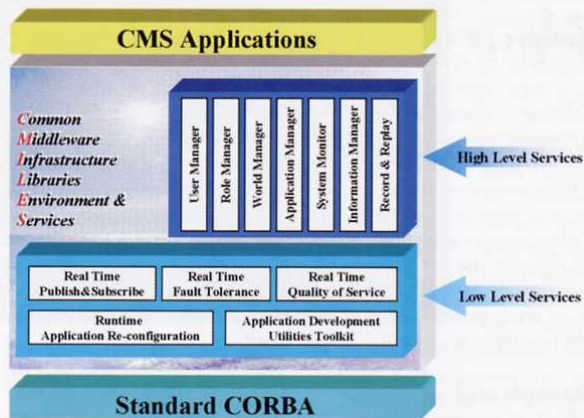 CMS Applications
Common
Middleware
Infrastructure
Libraries
Environment &
Services
User Manager
Role Manager
World Manager
Application Manager
System Monitor
Information Manager
Record & Replay
High Level Services
Real Time
Publish&Subscribe
Real Time
Fault Tolerance
Real Time
Quality of Service
Low Level Services
Runtime
Application Re-configuration
Application Development
Utilities Toolkit
Standard CORBA